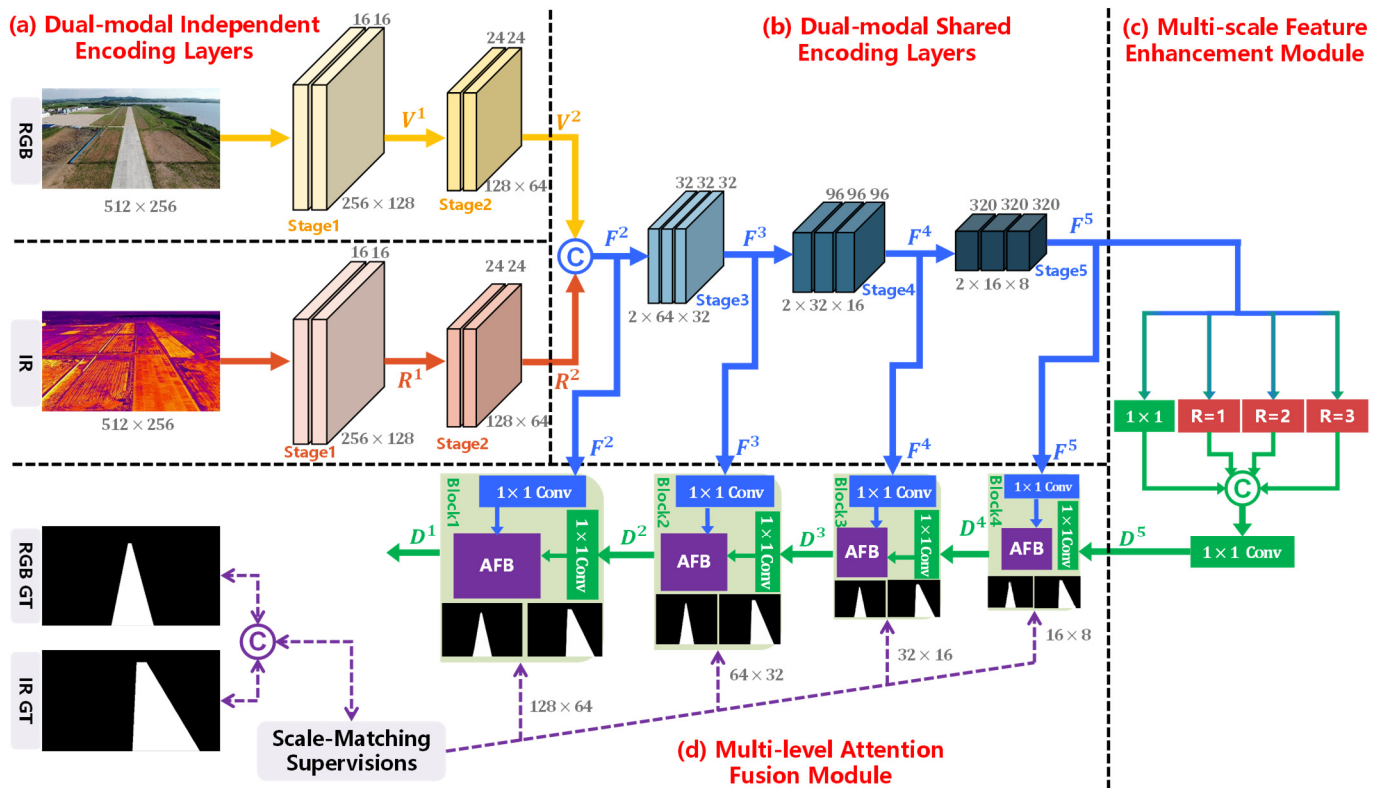 (a) Dual-modal Independent
Encoding Layers
(b) Dual-modal Shared
Encoding Layers
(c) Multi-scale Feature
Enhancement Module
RGB
512 × 256
16 16
256 × 128
Stage1
V¹
24 24
128 × 64
Stage2
V²
IR
512 × 256
16 16
256 × 128
Stage1
R¹
24 24
128 × 64
Stage2
R²
C
F²
32 32 32
2 × 64 × 32
Stage3
F³
96 96 96
2 × 32 × 16
Stage4
F⁴
320 320 320
2 × 16 × 8
Stage5
F⁵
F²
F³
F⁴
F⁵
1 × 1
R=1
R=2
R=3
C
1 × 1 Conv
D⁵
Block1
1 × 1 Conv
1 × 1 Conv
AFB
D¹
Block2
1 × 1 Conv
1 × 1 Conv
AFB
D²
Block3
1 × 1 Conv
1 × 1 Conv
AFB
D³
Block4
1 × 1 Conv
1 × 1 Conv
AFB
D⁴
RGB GT
IR GT
C
128 × 64
64 × 32
32 × 16
16 × 8
Scale-Matching
Supervisions
(d) Multi-level Attention
Fusion Module